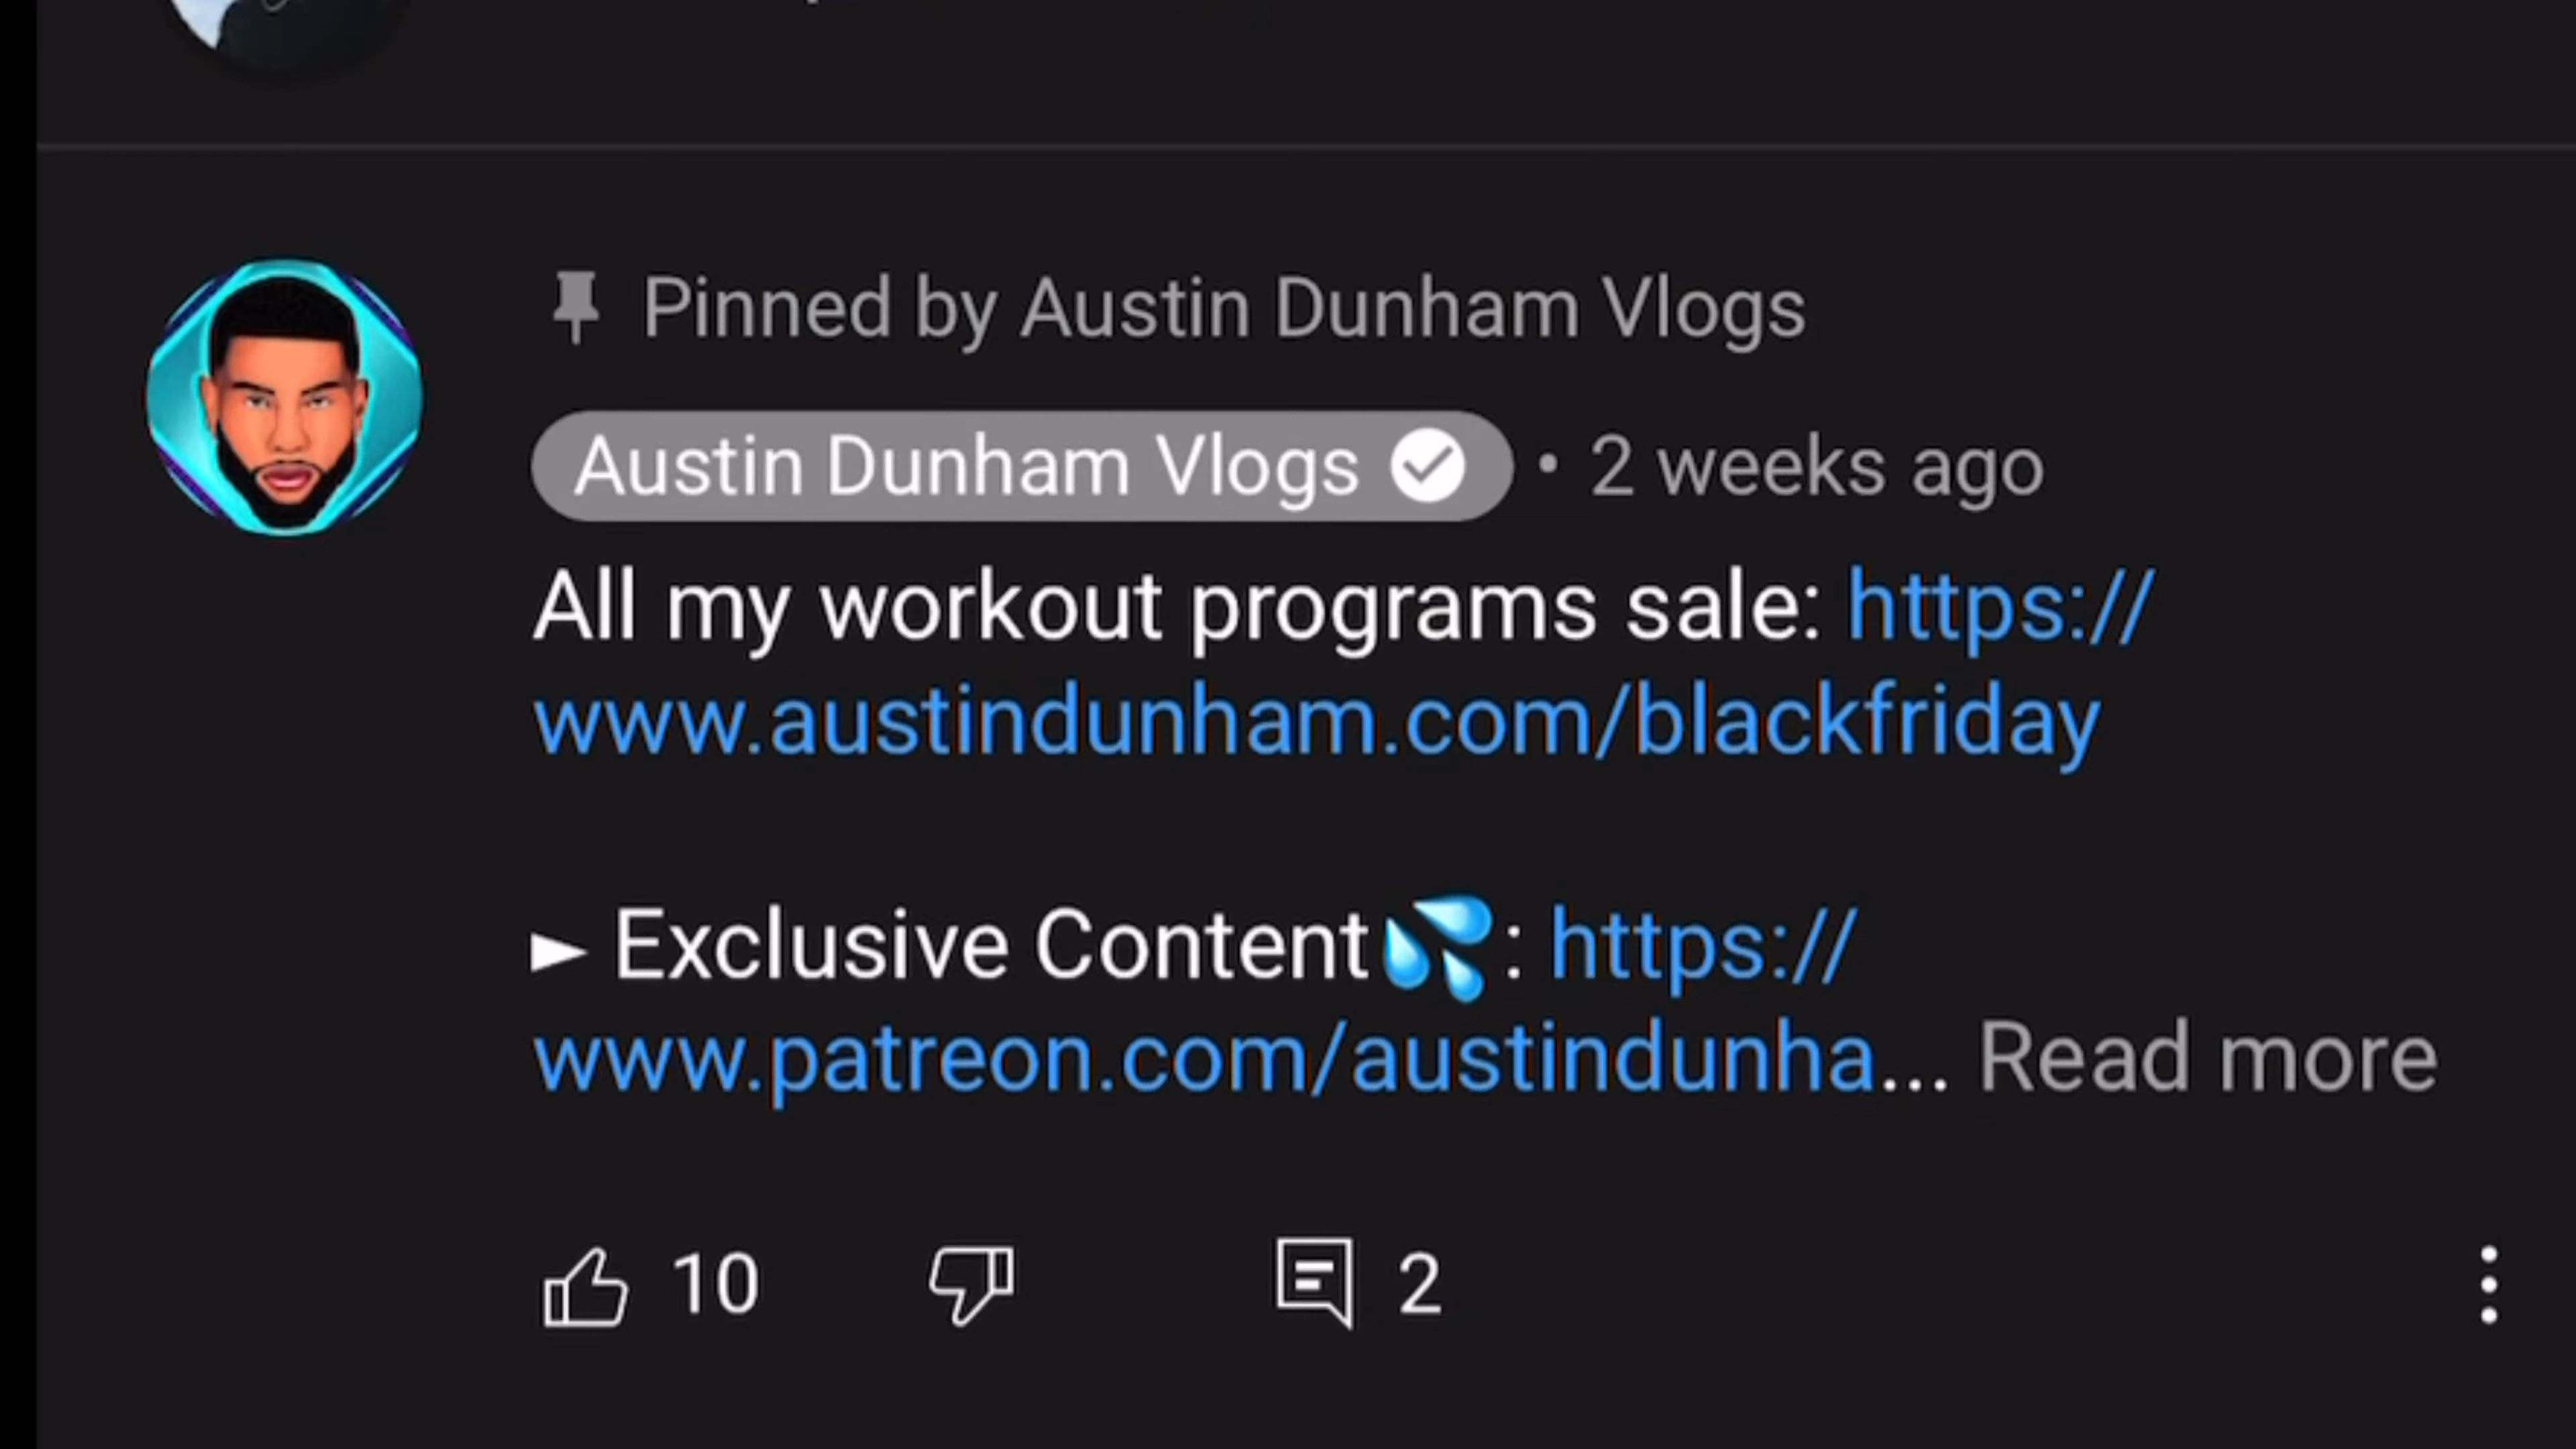 Pinned by Austin Dunham Vlogs
Austin Dunham Vlogs • 2 weeks ago
All my workout programs sale: https://
www.austindunham.com/blackfriday
► Exclusive Content💦: https://
www.patreon.com/austindunha... Read more
10 2